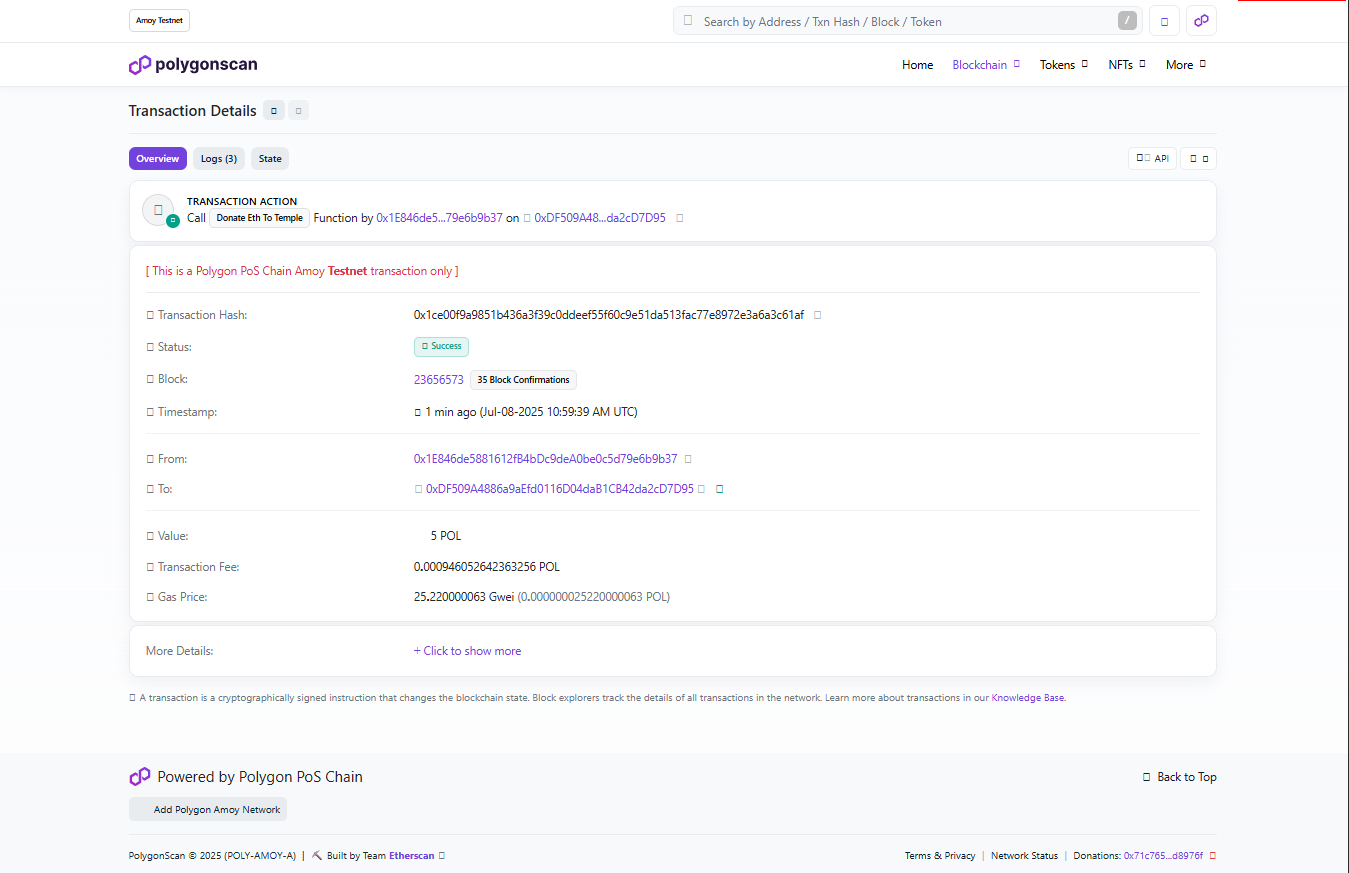 Amoy Testnet
Search by Address / Txn Hash / Block / Token /
polygonscan
Home Blockchain Tokens NFTs More
Transaction Details
Overview Logs (3) State API
TRANSACTION ACTION
Call Donate Eth To Temple Function by 0x1E846de5...79e6b9b37 on 0xDF509A48...da2cD7D95
[ This is a Polygon PoS Chain Amoy Testnet transaction only ]
Transaction Hash: 0x1ce00f9a9851b436a3f39c0ddeef55f60c9e51da513fac77e8972e3a6a3c61af
Status: Success
Block: 23656573 35 Block Confirmations
Timestamp: 1 min ago (Jul-08-2025 10:59:39 AM UTC)
From: 0x1E846de5881612fB4bDc9deA0be0c5d79e6b9b37
To: 0xDF509A4886a9aEfd0116D04daB1CB42da2cD7D95
Value: 5 POL
Transaction Fee: 0.000946052642363256 POL
Gas Price: 25.220000063 Gwei (0.000000025220000063 POL)
More Details: + Click to show more
A transaction is a cryptographically signed instruction that changes the blockchain state. Block explorers track the details of all transactions in the network. Learn more about transactions in our Knowledge Base.
Powered by Polygon PoS Chain Back to Top
Add Polygon Amoy Network
PolygonScan © 2025 (POLY-AMOY-A) | Built by Team Etherscan Terms & Privacy | Network Status | Donations: 0x71c765...d8976f